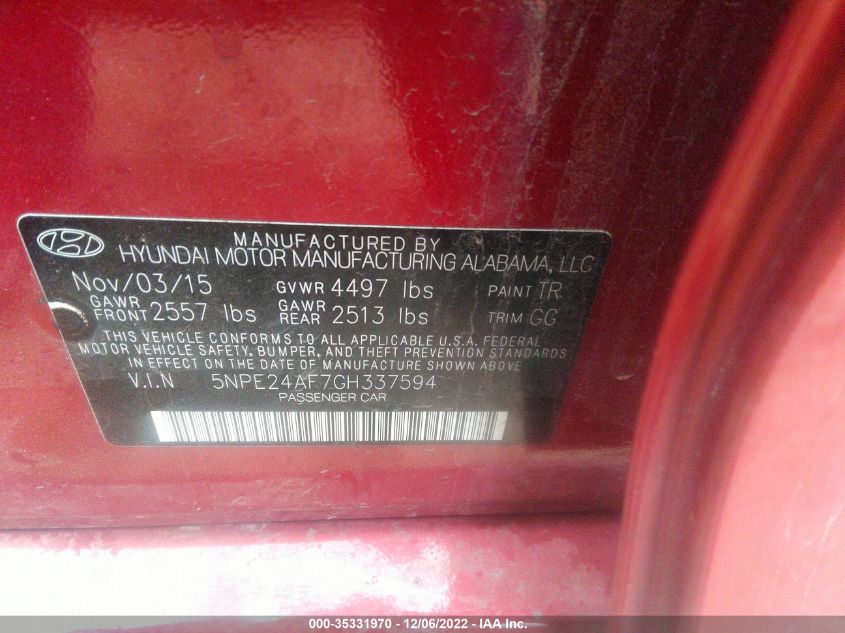 MANUFACTURED BY
HYUNDAI MOTOR MANUFACTURING ALABAMA, LLC
Nov/03/15 GVWR 4497 lbs PAINT TR
GAWR FRONT 2557 lbs GAWR REAR 2513 lbs TRIM GG
THIS VEHICLE CONFORMS TO ALL APPLICABLE U.S.A. FEDERAL
MOTOR VEHICLE SAFETY, BUMPER, AND THEFT PREVENTION STANDARDS
IN EFFECT ON THE DATE OF MANUFACTURE SHOWN ABOVE.
V.I.N 5NPE24AF7GH337594
PASSENGER CAR
000-35331970 - 12/06/2022 - IAA Inc.